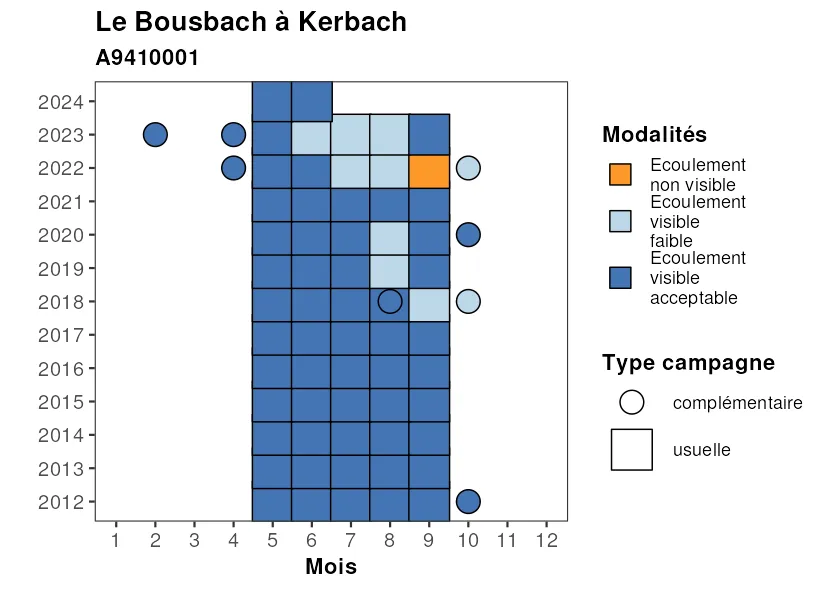 Le Bousbach à Kerbach
A9410001
2024
2023
2022
2021
2020
2019
2018
2017
2016
2015
2014
2013
2012
1 2 3 4 5 6 7 8 9 10 11 12
Mois
Modalités
Ecoulement
non visible
Ecoulement
visible
faible
Ecoulement
visible
acceptable
Type campagne
complémentaire
usuelle